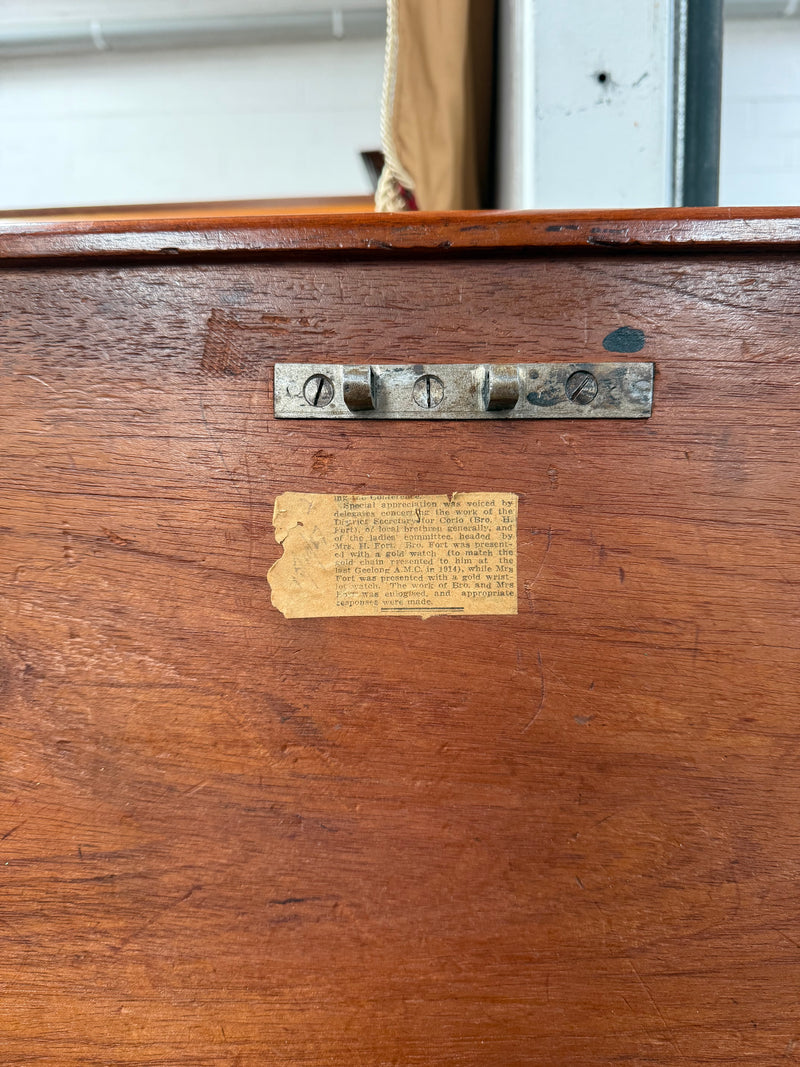 ing the Conference.
Special appreciation was voiced by
delegates concerning the work of the
District Secretary for Corio (Bro. H.
Fort), of local brethren generally, and
of the ladies' committee, headed by
Mrs. H. Fort. Bro. Fort was present-
ed with a gold watch (to match the
gold chain presented to him at the
last Geelong A.M.C. in 1914), while Mrs
Fort was presented with a gold wrist-
let watch. The work of Bro. and Mrs
Fort was eulogised, and appropriate
responses were made.